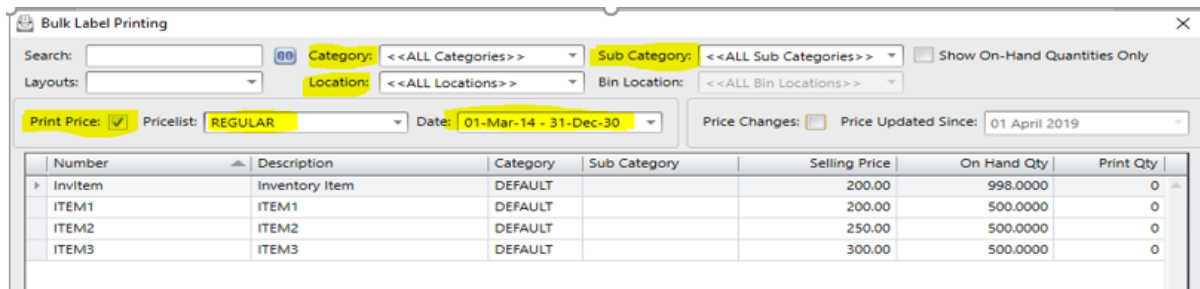 Bulk Label Printing
Search: GO Category: <<ALL Categories>> Sub Category: <<ALL Sub Categories>> Show On-Hand Quantities Only
Layouts: Location: <<ALL Locations>> Bin Location: <<ALL Bin Locations>>
Print Price: Pricelist: REGULAR Date: 01-Mar-14 - 31-Dec-30 Price Changes: Price Updated Since: 01 April 2019
Number Description Category Sub Category Selling Price On Hand Qty Print Qty
InvItem Inventory Item DEFAULT 200.00 998.0000 0
ITEM1 ITEM1 DEFAULT 200.00 500.0000 0
ITEM2 ITEM2 DEFAULT 250.00 500.0000 0
ITEM3 ITEM3 DEFAULT 300.00 500.0000 0